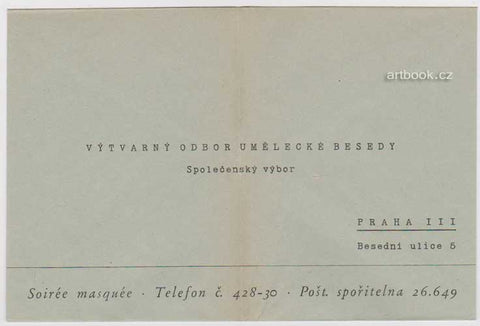 artbook.cz
VÝTVARNÝ ODBOR UMĚLECKÉ BESEDY
Společenský výbor
PRAHA III
Besední ulice 5
Soirée masquée · Telefon č. 428-30 · Pošt. spořitelna 26.649